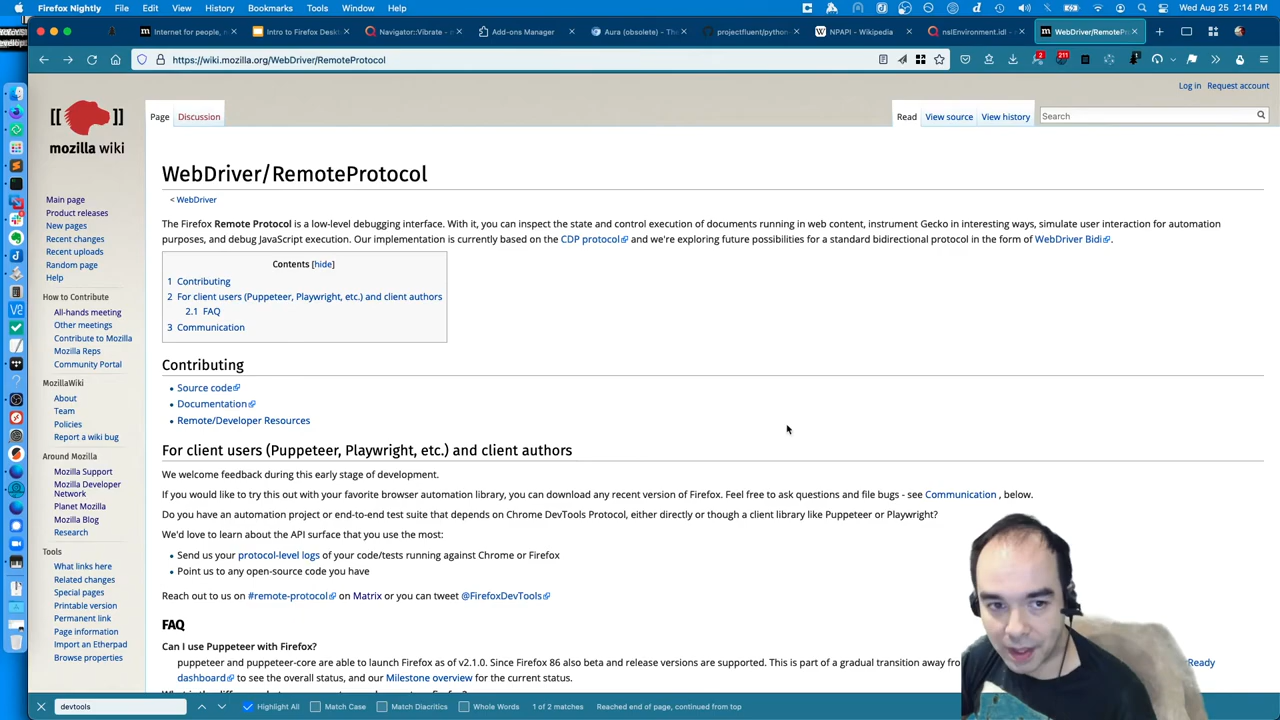 Firefox Nightly File Edit View History Bookmarks Tools Window Help
Wed Aug 25 2:14 PM
Internet for people, n
Intro to Firefox Desk
Navigator::Vibrate - m
Add-ons Manager
Aura (obsolete) - The
projectfluent/python-
NPAPI - Wikipedia
nsIEnvironment.idl -
WebDriver/RemotePro
https://wiki.mozilla.org/WebDriver/RemoteProtocol
2
211
1
Log in Request account
[[ ]]
mozilla wiki
Page Discussion
Read View source View history
Search
Main page
Product releases
New pages
Recent changes
Recent uploads
Random page
Help
How to Contribute
All-hands meeting
Other meetings
Contribute to Mozilla
Mozilla Reps
Community Portal
MozillaWiki
About
Team
Policies
Report a wiki bug
Around Mozilla
Mozilla Support
Mozilla Developer
Network
Planet Mozilla
Mozilla Blog
Research
Tools
What links here
Related changes
Special pages
Printable version
Permanent link
Page information
Import an Etherpad
Browse properties
WebDriver/RemoteProtocol
< WebDriver
The Firefox Remote Protocol is a low-level debugging interface. With it, you can inspect the state and control execution of documents running in web content, instrument Gecko in interesting ways, simulate user interaction for automation
purposes, and debug JavaScript execution. Our implementation is currently based on the CDP protocol and we're exploring future possibilities for a standard bidirectional protocol in the form of WebDriver Bidi.
Contents [hide]
1 Contributing
2 For client users (Puppeteer, Playwright, etc.) and client authors
2.1 FAQ
3 Communication
Contributing
• Source code
• Documentation
• Remote/Developer Resources
For client users (Puppeteer, Playwright, etc.) and client authors
We welcome feedback during this early stage of development.
If you would like to try this out with your favorite browser automation library, you can download any recent version of Firefox. Feel free to ask questions and file bugs - see Communication , below.
Do you have an automation project or end-to-end test suite that depends on Chrome DevTools Protocol, either directly or though a client library like Puppeteer or Playwright?
We'd love to learn about the API surface that you use the most:
• Send us your protocol-level logs of your code/tests running against Chrome or Firefox
• Point us to any open-source code you have
Reach out to us on #remote-protocol on Matrix or you can tweet @FirefoxDevTools
FAQ
Can I use Puppeteer with Firefox?
puppeteer and puppeteer-core are able to launch Firefox as of v2.1.0. Since Firefox 86 also beta and release versions are supported. This is part of a gradual transition away fro Ready
dashboard to see the overall status, and our Milestone overview for the current status.
devtools
Highlight All Match Case Match Diacritics Whole Words 1 of 2 matches Reached end of page, continued from top